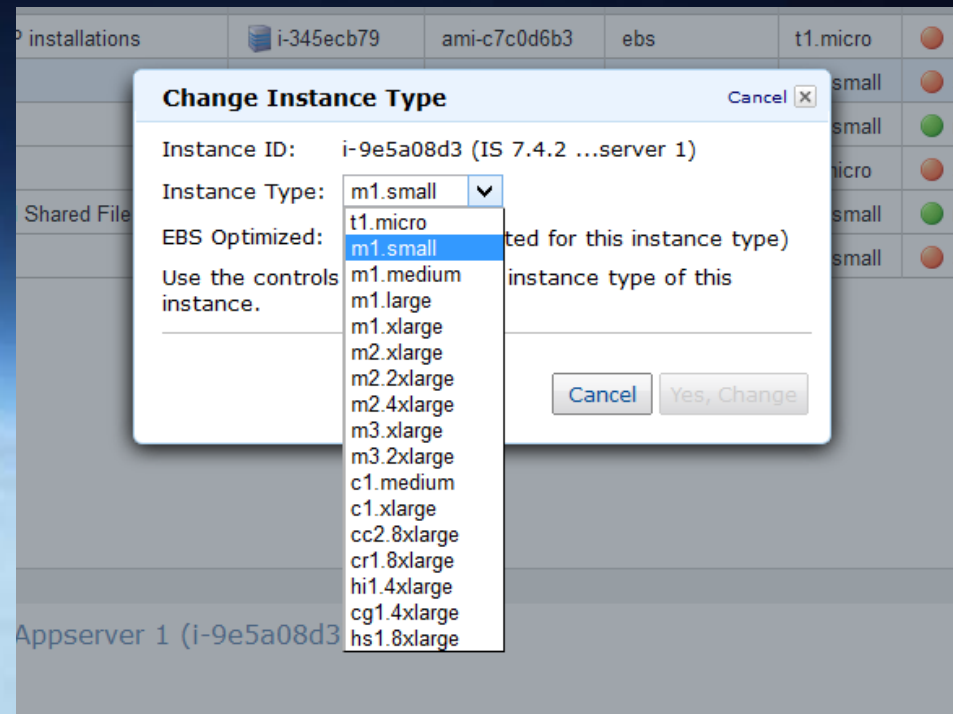 P installations i-345ecb79 ami-c7c0d6b3 ebs t1.micro
small
Change Instance Type Cancel
Instance ID: i-9e5a08d3 (IS 7.4.2 ...server 1)
small
Instance Type: m1.small
icro
t1.micro
Shared File
small
EBS Optimized: ted for this instance type)
m1.small
small
Use the controls instance type of this
m1.medium
instance.
m1.large
m1.xlarge
m2.xlarge
m2.2xlarge
Cancel Yes, Change
m2.4xlarge
m3.xlarge
m3.2xlarge
c1.medium
c1.xlarge
cc2.8xlarge
cr1.8xlarge
hi1.4xlarge
cg1.4xlarge
Appserver 1 (i-9e5a08d3
hs1.8xlarge